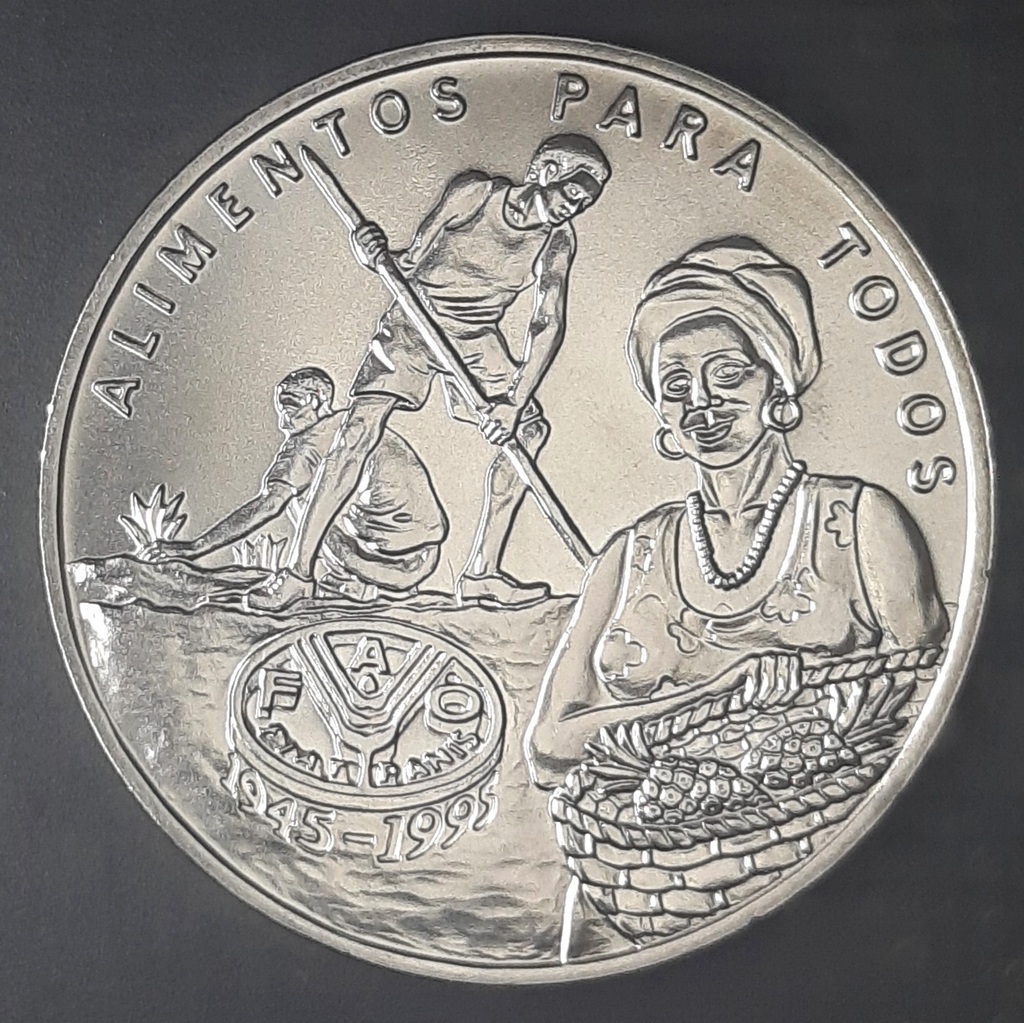 ALIMENTOS PARA TODOS
F A O
FIAT PANIS
1945-1995